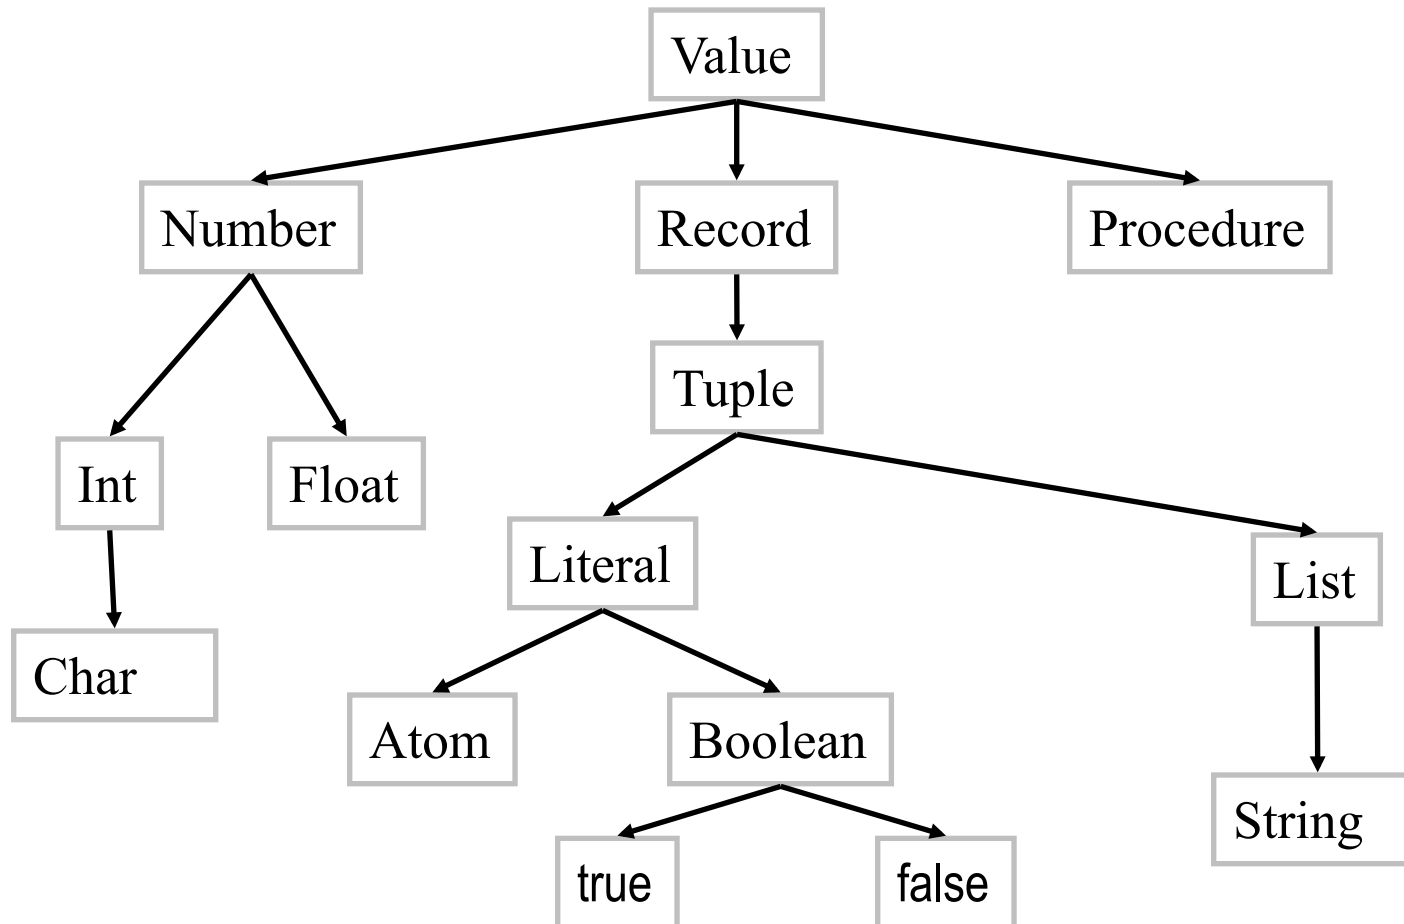 Value
Number
Record
Procedure
Tuple
Int
Float
Literal
List
Char
Atom
Boolean
String
true
false